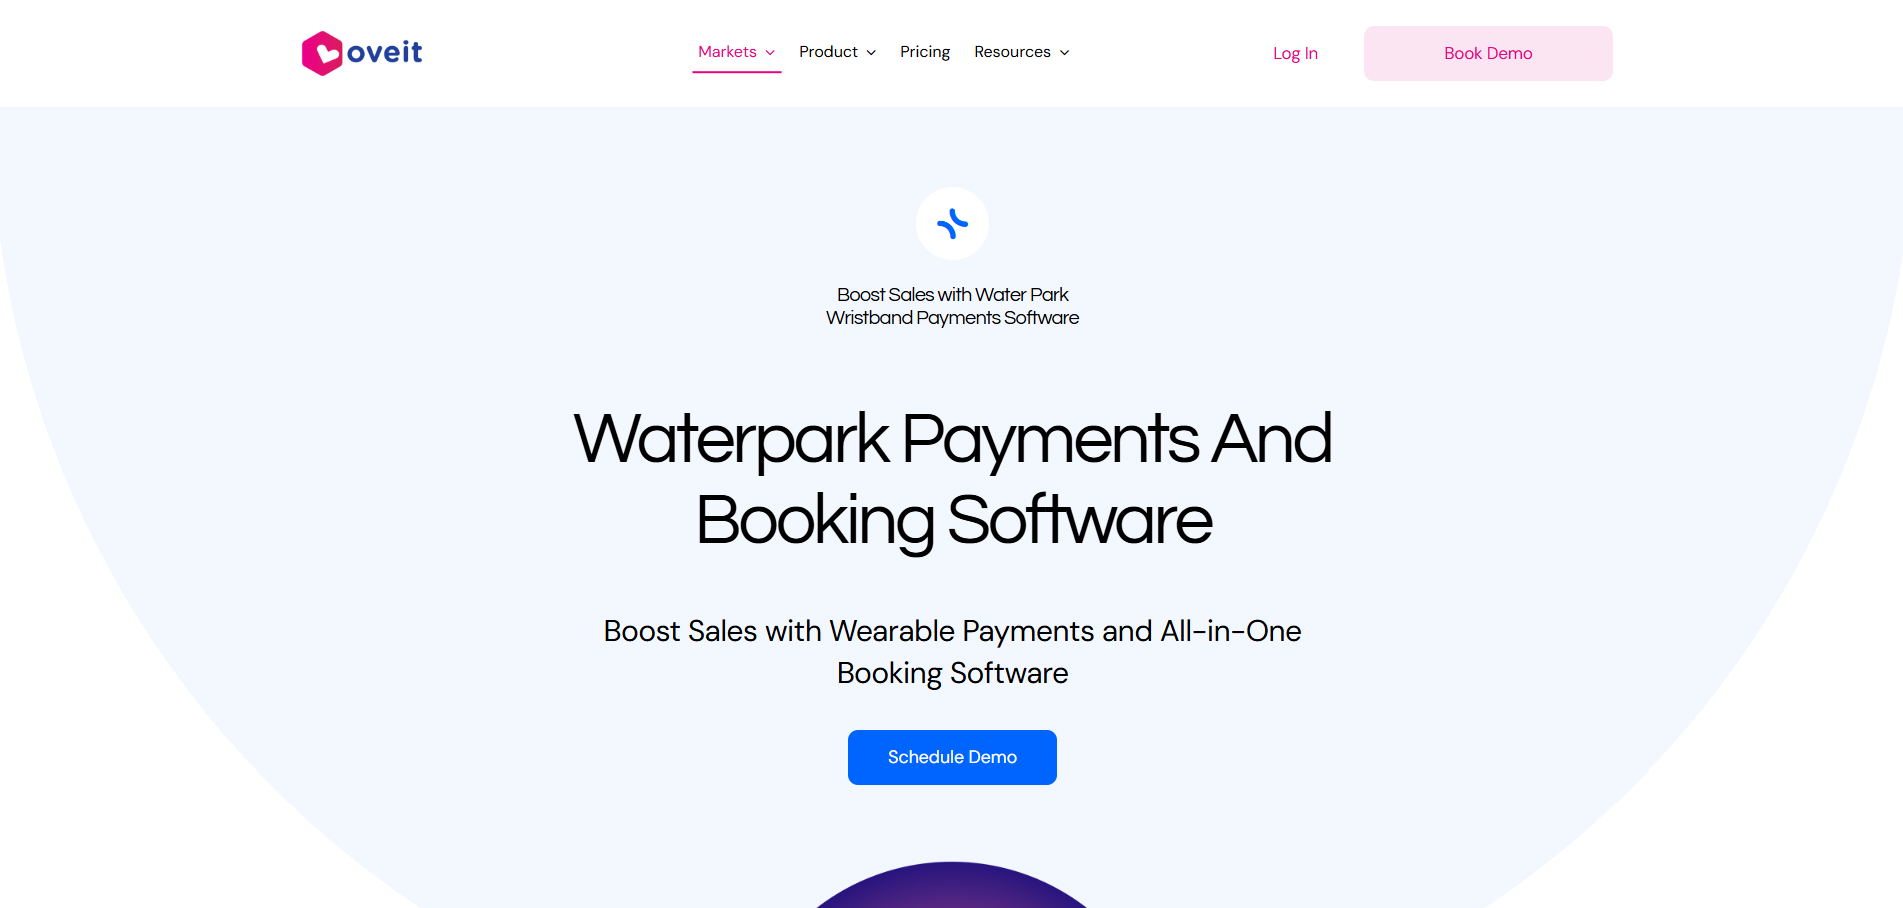 oveit
Markets
Product
Pricing
Resources
Log In
Book Demo
Boost Sales with Water Park
Wristband Payments Software
Waterpark Payments And
Booking Software
Boost Sales with Wearable Payments and All-in-One
Booking Software
Schedule Demo